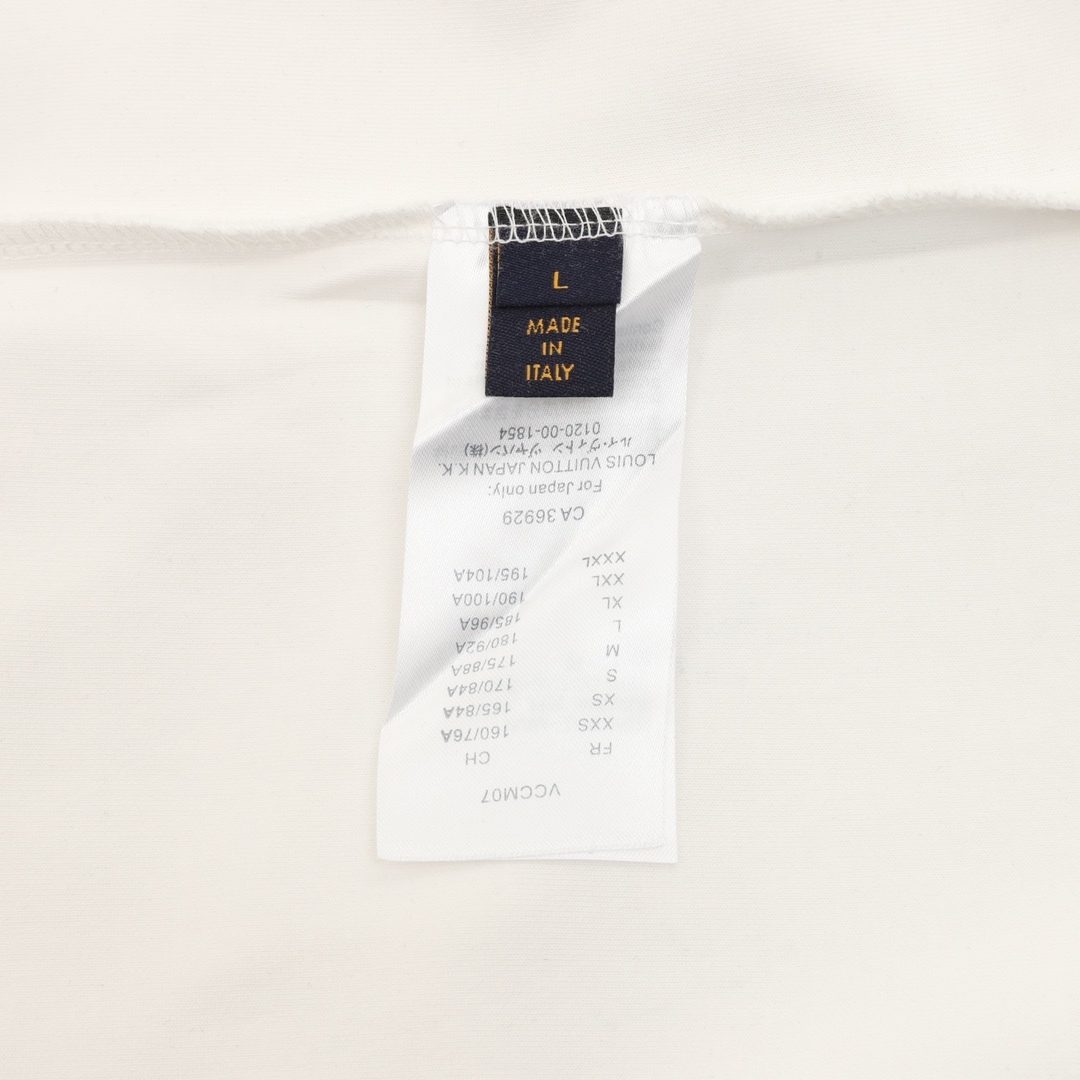 L
MADE
IN
ITALY
VCCM07
FR CH
XXS 160/76A
XS 165/84A
S 170/84A
M 175/88A
L 180/92A
XL 185/96A
XXL 190/100A
XXXL 195/104A
CA 36929
For Japan only:
LOUIS VUITTON JAPAN K.K.
ルイ・ヴィトン ジャパン(株)
0120-00-1854